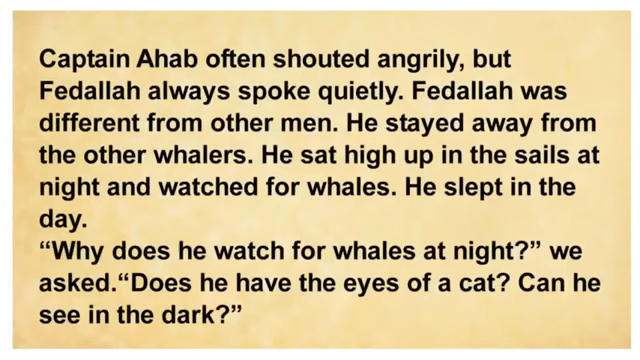 Captain Ahab often shouted angrily, but
Fedallah always spoke quietly. Fedallah was
different from other men. He stayed away from
the other whalers. He sat high up in the sails at
night and watched for whales. He slept in the
day.
“Why does he watch for whales at night?” we
asked.“Does he have the eyes of a cat? Can he
see in the dark?”